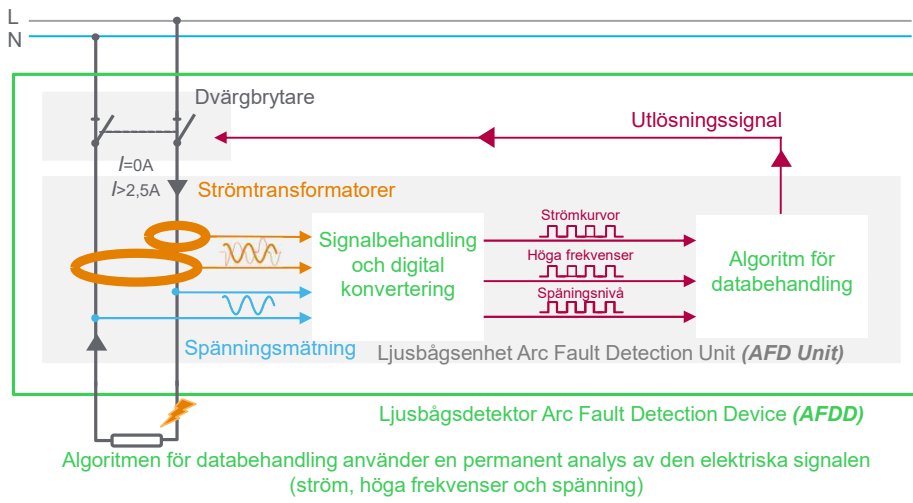 L
N
Dvärgbrytare
Utlösningssignal
I=0A
I>2,5A
Strömtransformatorer
Signalbehandling
och digital
konvertering
Strömkurvor
Höga frekvenser
Späningsnivå
Algoritm för
databehandling
Spänningsmätning
Ljusbågsenhet Arc Fault Detection Unit (AFD Unit)
Ljusbågsdetektor Arc Fault Detection Device (AFDD)
Algoritmen för databehandling använder en permanent analys av den elektriska signalen
(ström, höga frekvenser och spänning)